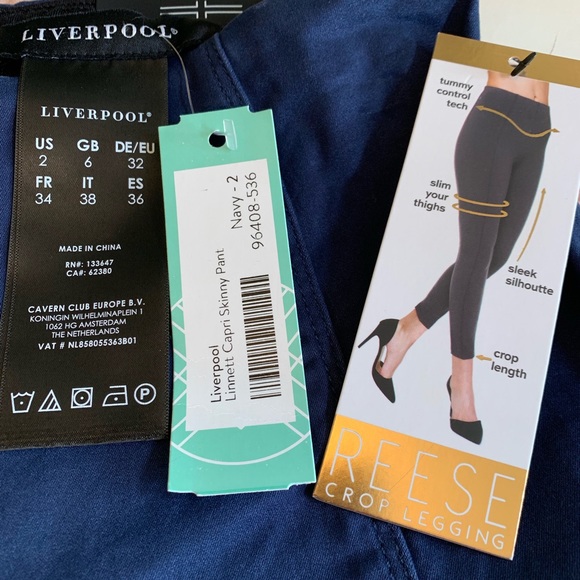 LIVERPOOL®
LIVERPOOL®
US GB DE/EU
2 6 32
FR IT ES
34 38 36
MADE IN CHINA
RN#: 133647
CA#: 62380
CAVERN CLUB EUROPE B.V.
KONINGIN WILHELMINAPLEIN 1
1062 HG AMSTERDAM
THE NETHERLANDS
VAT # NL858055363B01
Liverpool
Linnett Capri Skinny Pant
Navy - 2
96408-536
tummy
control
tech
slim
your
thighs
sleek
silhoutte
crop
length
REESE
CROP LEGGING